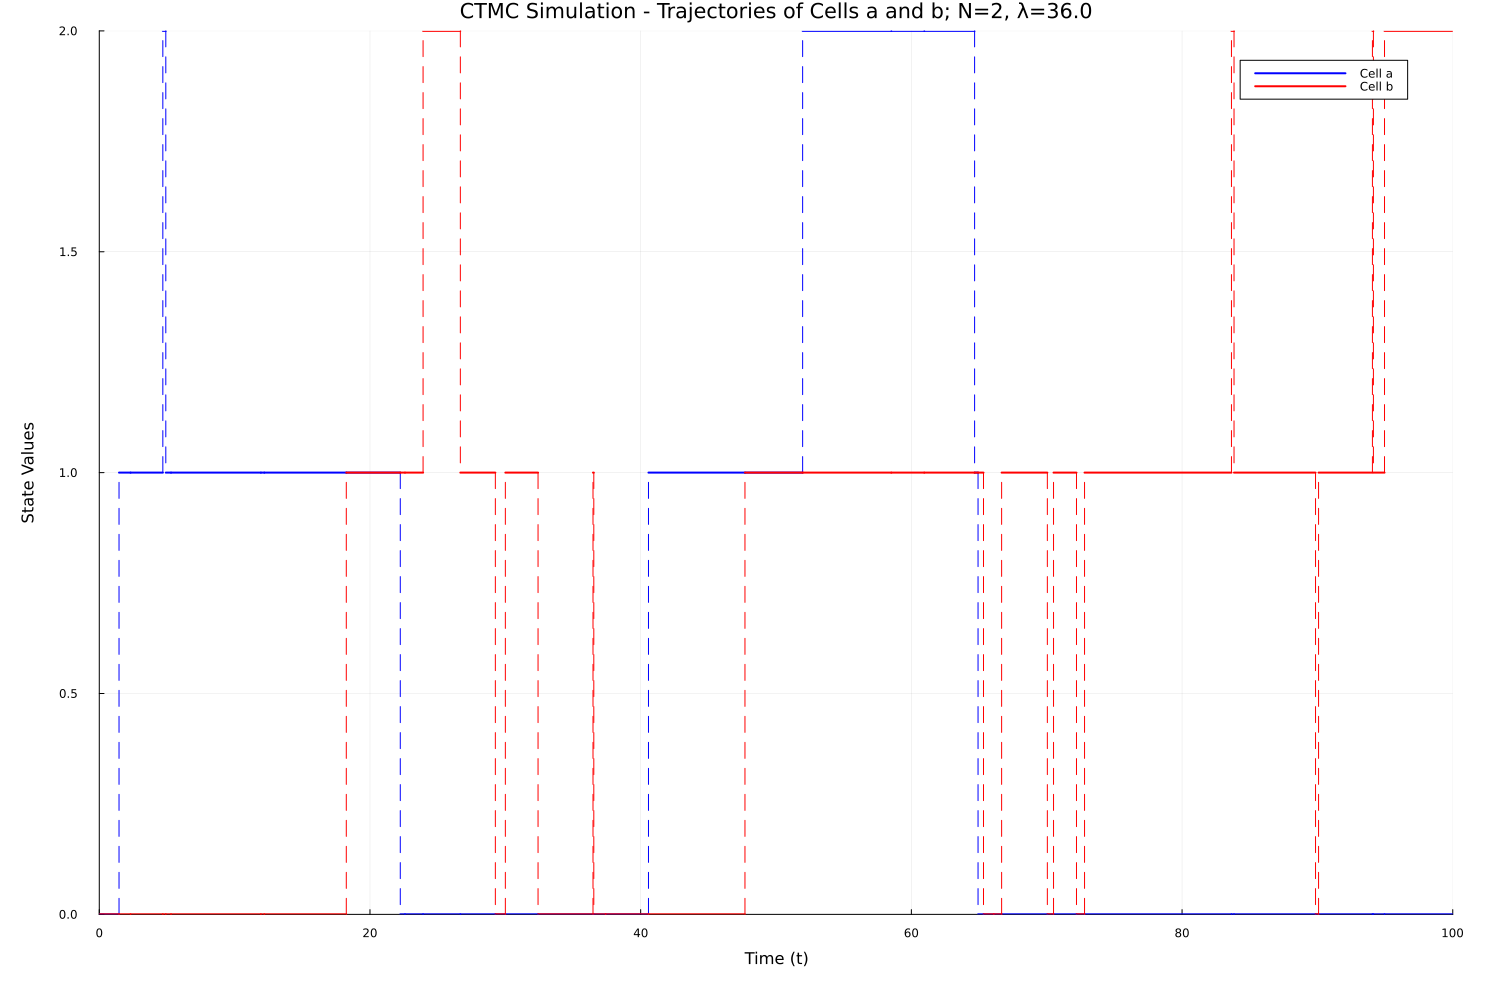 CTMC Simulation - Trajectories of Cells a and b; N=2, λ=36.0
2.0
Cell a
Cell b
1.5
State Values
1.0
0.5
0.0
0 20 40 60 80 100
Time (t)